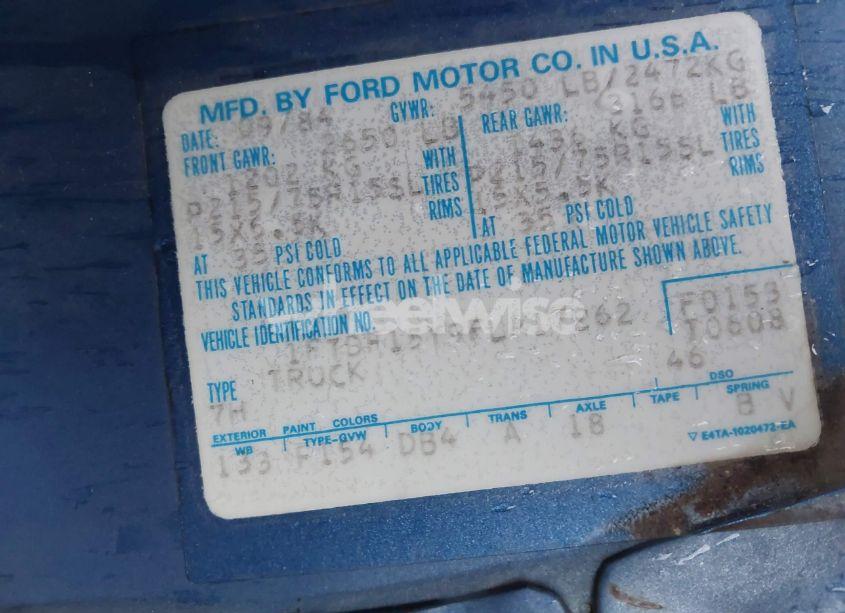 MFD. BY FORD MOTOR CO. IN U.S.A.
DATE: 09/84 GVWR: 5450 LB/2472KG
FRONT GAWR: 2650 LB REAR GAWR: 3166 LB
1202 KG WITH 1436 KG WITH
P215/75R15SL TIRES P215/75R15SL TIRES
15X5.5K RIMS 15X5.5K RIMS
AT 35 PSI COLD AT 35 PSI COLD
THIS VEHICLE CONFORMS TO ALL APPLICABLE FEDERAL MOTOR VEHICLE SAFETY
STANDARDS IN EFFECT ON THE DATE OF MANUFACTURE SHOWN ABOVE.
wheelwise
VEHICLE IDENTIFICATION NO. F0153
T0608
TYPE TRUCK 46
7H DSO
EXTERIOR PAINT COLORS
WB TYPE-GVW BODY TRANS AXLE TAPE SPRING
133 F154 DB4 A 18 B V
E4TA-1020472-EA